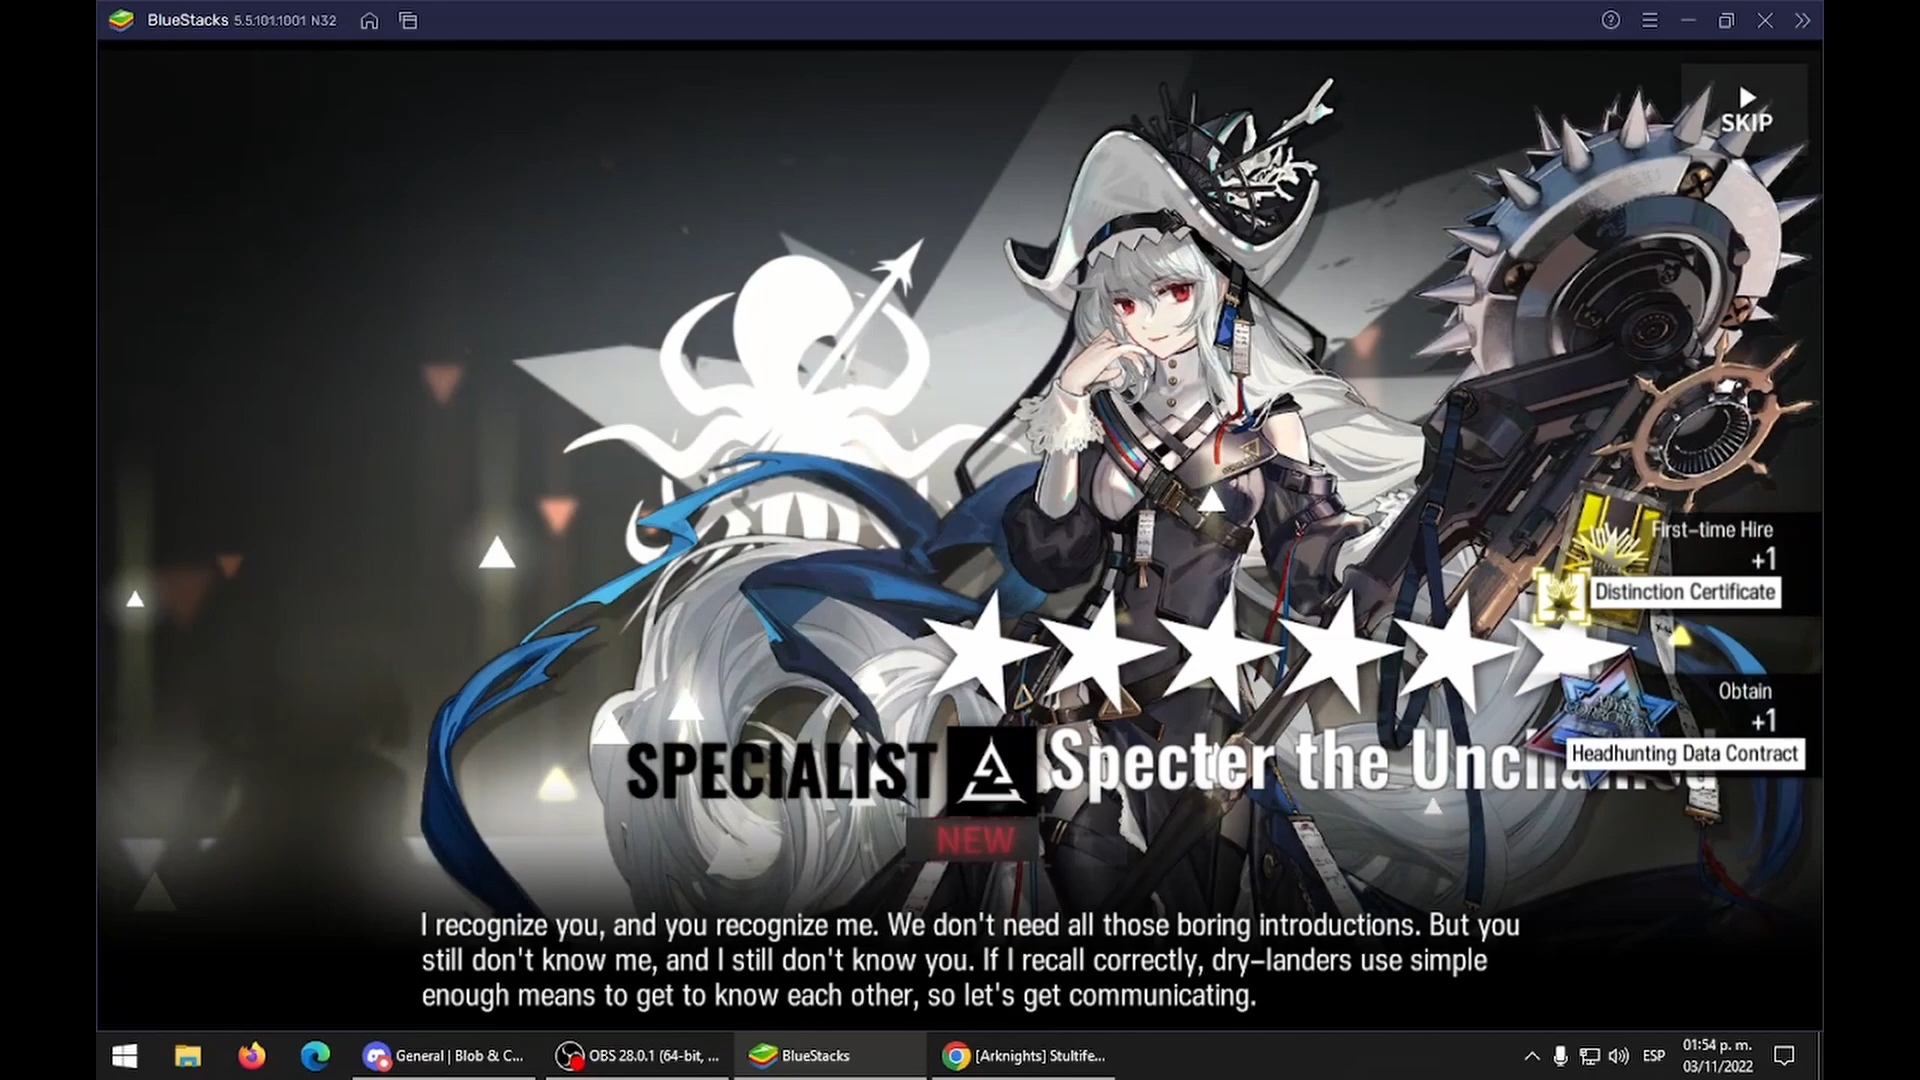 BlueStacks 5.5.101.1001 N32
SKIP
First-time Hire
+1
Distinction Certificate
Obtain
+1
Headhunting Data Contract
SPECIALIST Specter the Unchained
NEW
I recognize you, and you recognize me. We don't need all those boring introductions. But you
still don't know me, and I still don't know you. If I recall correctly, dry-landers use simple
enough means to get to know each other, so let's get communicating.
General | Blob & C...
OBS 28.0.1 (64-bit, ...
BlueStacks
[Arknights] Stultife...
ESP
01:54 p. m.
03/11/2022